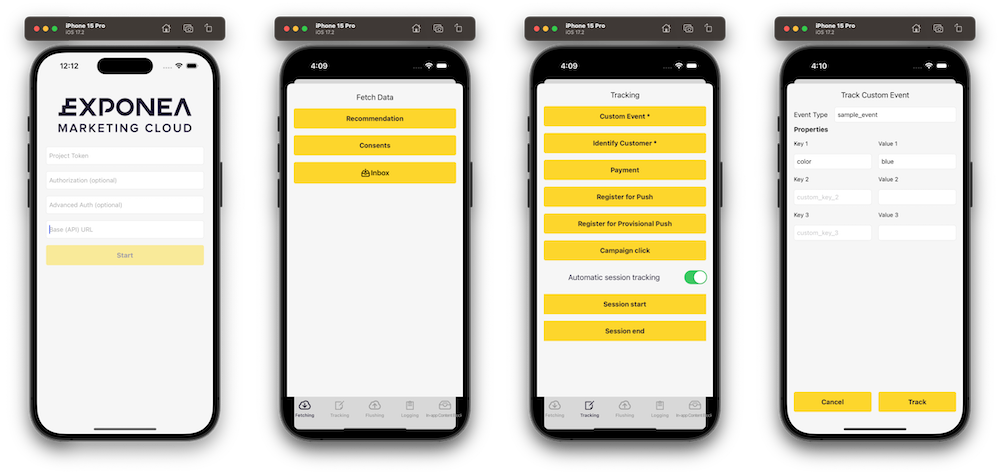 iPhone 15 Pro
iOS 17.2
12:12
EXPONEA
MARKETING CLOUD
Project Token
Authorization (optional)
Advanced Auth (optional)
Base (API) URL
Start
iPhone 15 Pro
iOS 17.2
4:09
Fetch Data
Recommendation
Consents
Inbox
Fetching
Tracking
Flushing
Logging
In-app Content
iPhone 15 Pro
iOS 17.2
4:09
Tracking
Custom Event *
Identify Customer *
Payment
Register for Push
Register for Provisional Push
Campaign click
Automatic session tracking
Session start
Session end
Fetching
Tracking
Flushing
Logging
In-app Content
iPhone 15 Pro
iOS 17.2
4:10
Track Custom Event
Event Type sample_event
Properties
Key 1 Value 1
color blue
Key 2 Value 2
custom_key_2
Key 3 Value 3
custom_key_3
Cancel Track